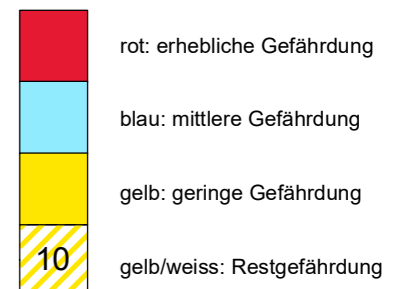 rot: erhebliche Gefährdung
blau: mittlere Gefährdung
gelb: geringe Gefährdung
10
gelb/weiss: Restgefährdung